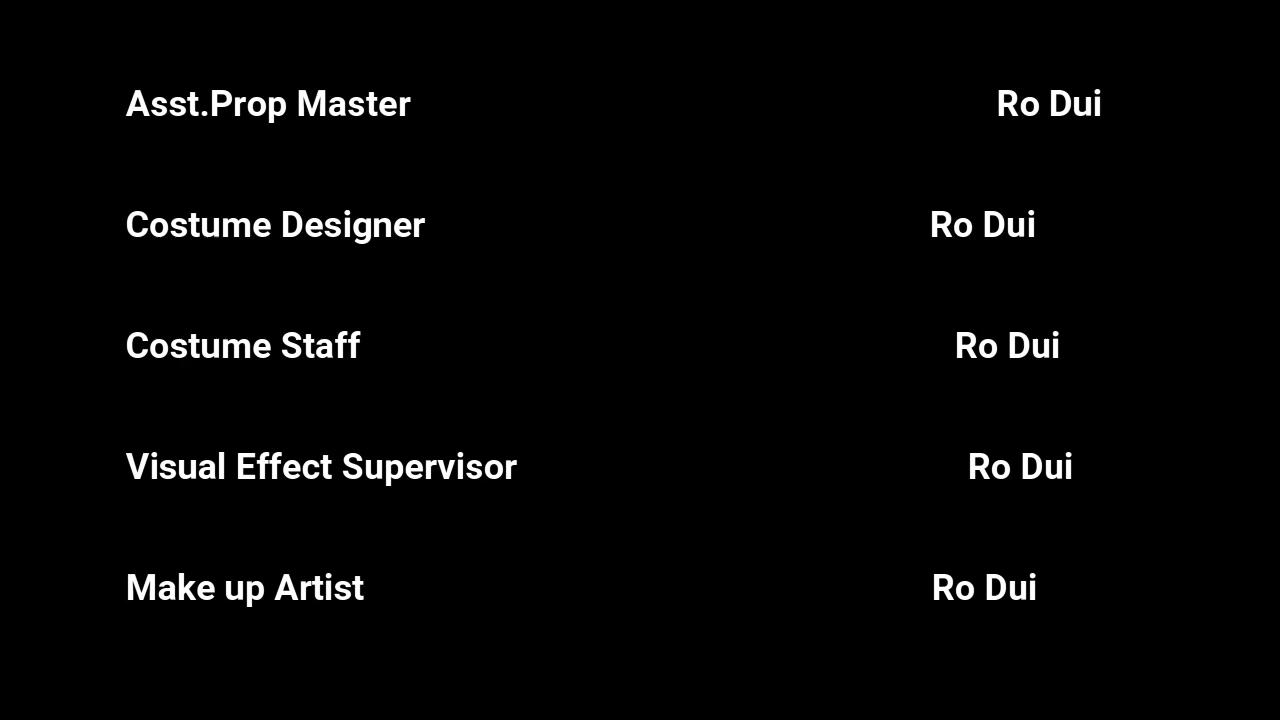 Asst.Prop Master Ro Dui
Costume Designer Ro Dui
Costume Staff Ro Dui
Visual Effect Supervisor Ro Dui
Make up Artist Ro Dui